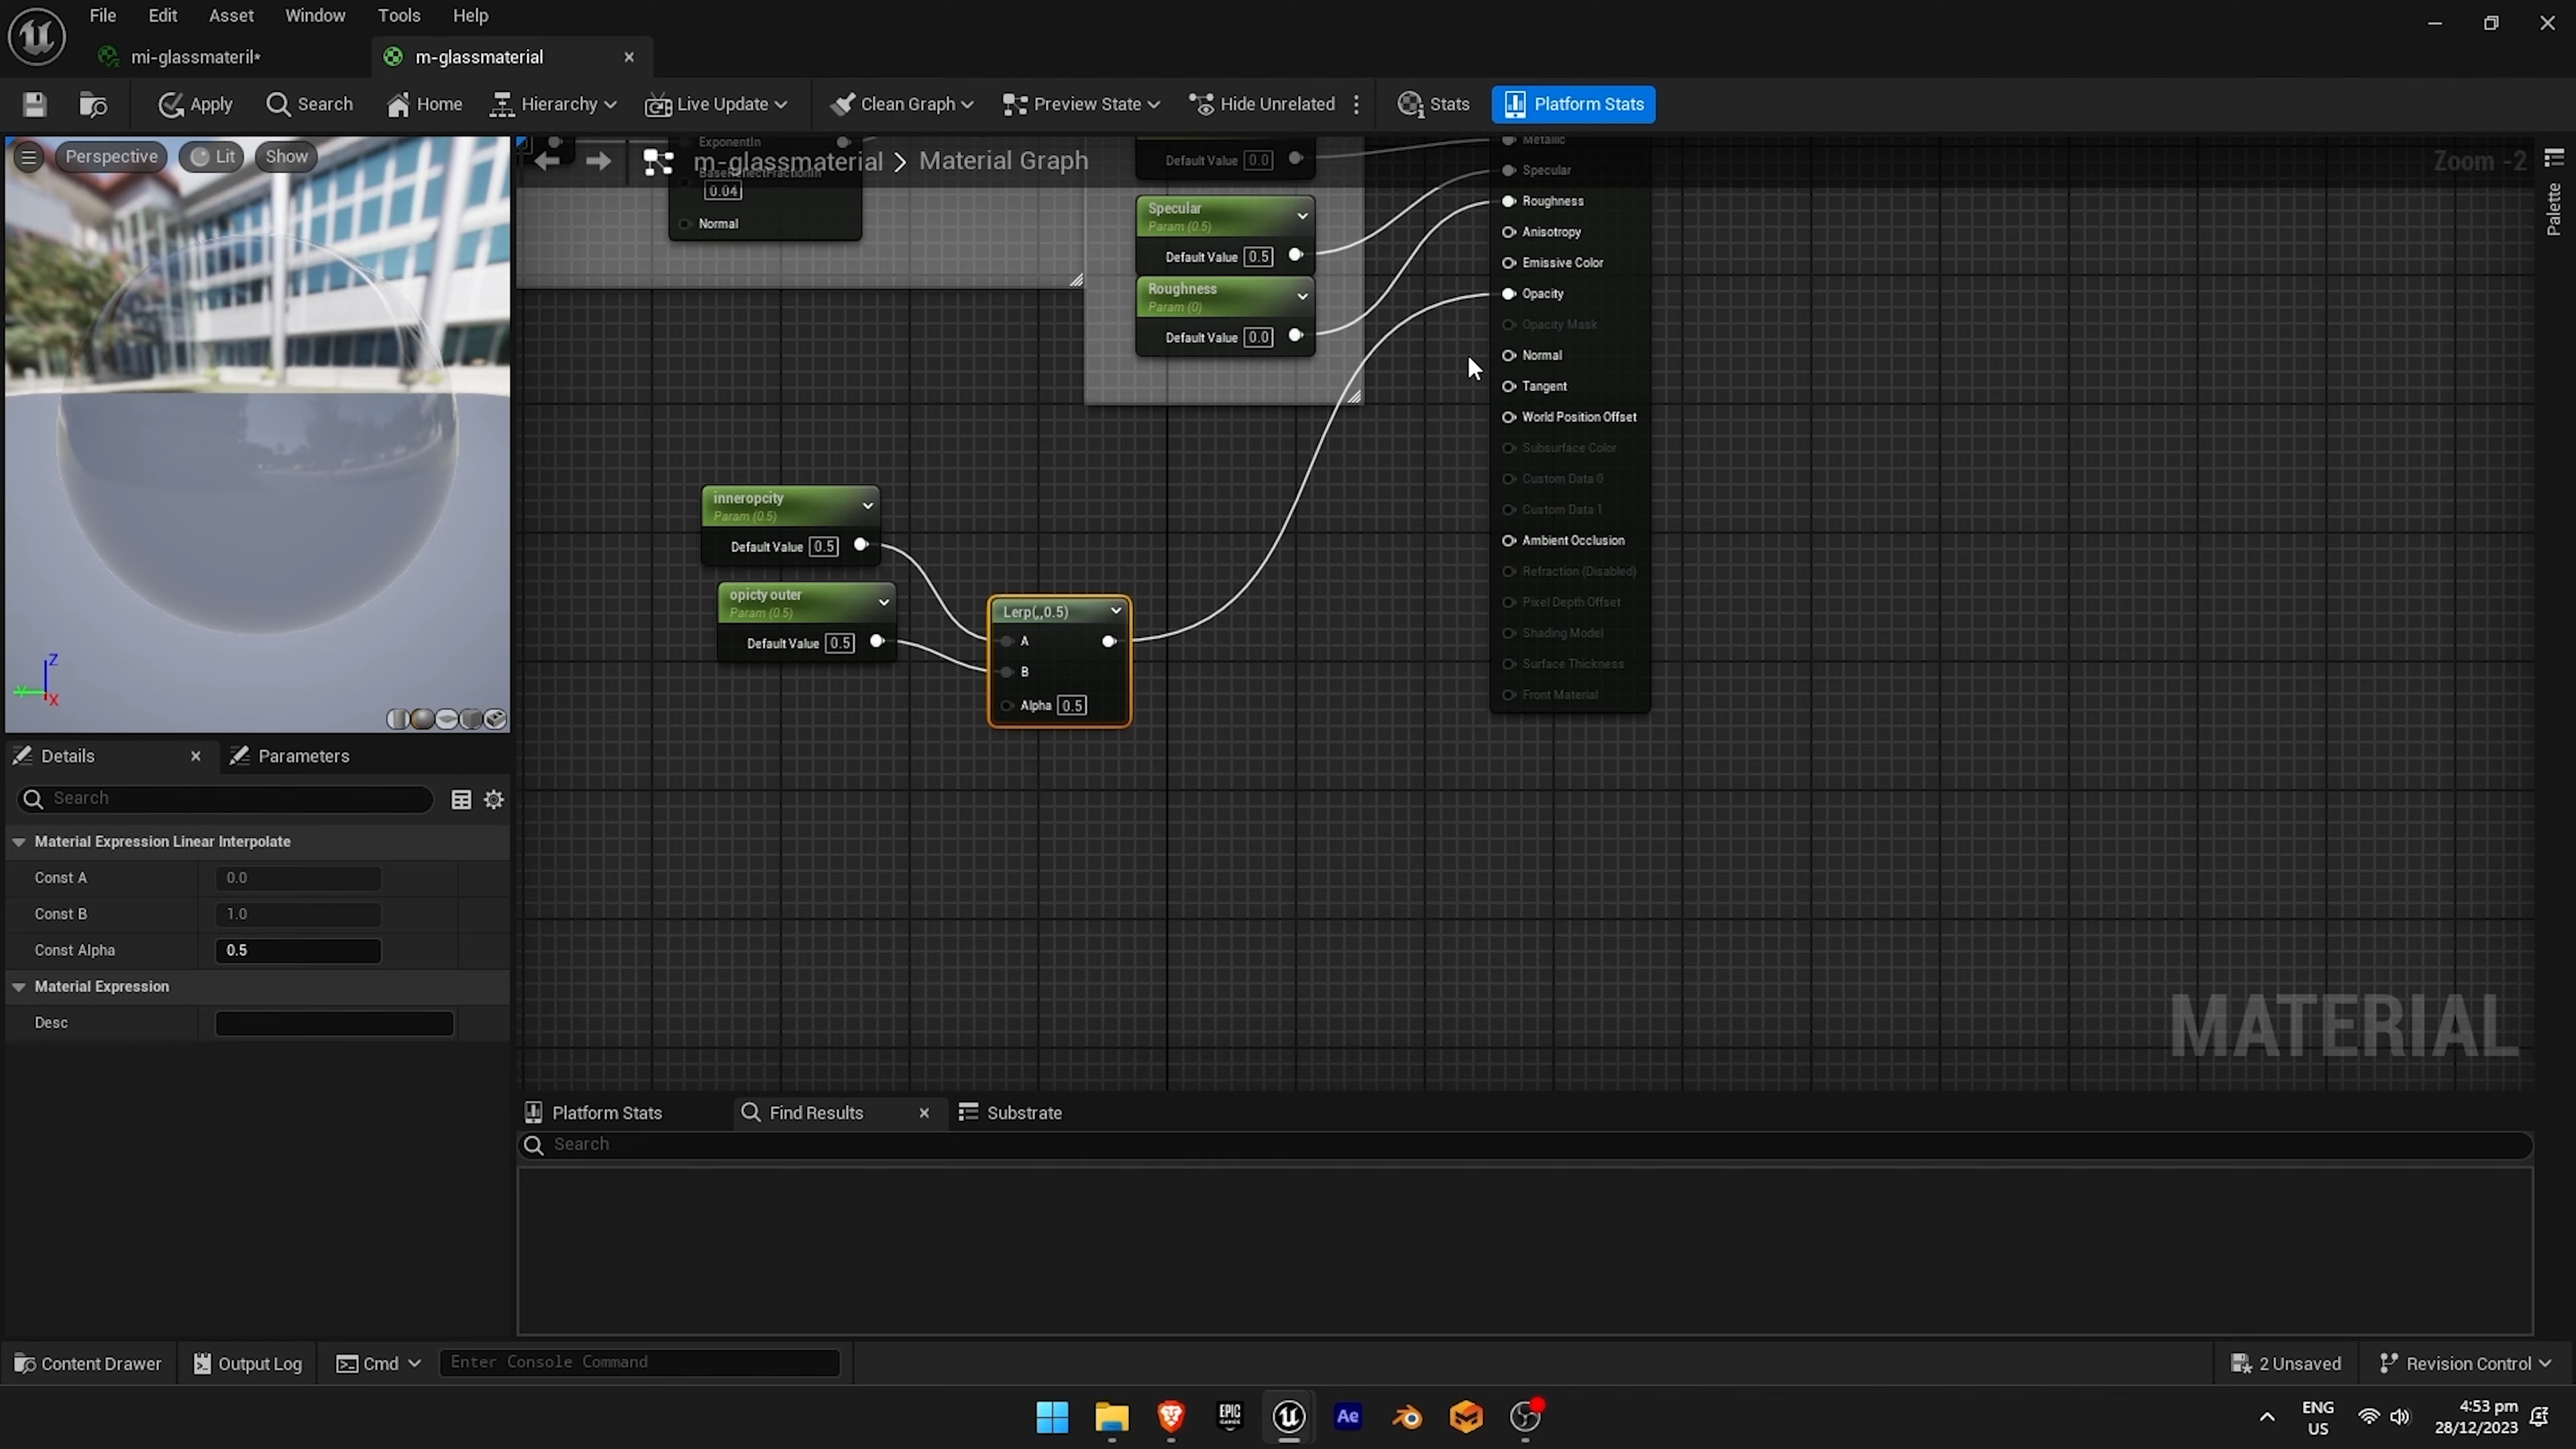 File Edit Asset Window Tools Help
mi-glassmateril*
m-glassmaterial
Apply Search Home Hierarchy Live Update Clean Graph Preview State Hide Unrelated Stats Platform Stats
Perspective Lit Show
m-glassmaterial > Material Graph
Zoom -2
Palette
ExponentIn
BaseReflectFractionIn
0.04
Normal
Default Value 0.0
Specular
Param (0.5)
Default Value 0.5
Roughness
Param (0)
Default Value 0.0
Metallic
Specular
Roughness
Anisotropy
Emissive Color
Opacity
Opacity Mask
Normal
Tangent
World Position Offset
Subsurface Color
Custom Data 0
Custom Data 1
Ambient Occlusion
Refraction (Disabled)
Pixel Depth Offset
Shading Model
Surface Thickness
Front Material
inneropcity
Param (0.5)
Default Value 0.5
opicty outer
Param (0.5)
Default Value 0.5
Lerp(,,0.5)
A
B
Alpha 0.5
Z
Y
X
MATERIAL
Details Parameters
Search
Material Expression Linear Interpolate
Const A 0.0
Const B 1.0
Const Alpha 0.5
Material Expression
Desc
Platform Stats Find Results Substrate
Search
Content Drawer Output Log Cmd Enter Console Command
2 Unsaved Revision Control
EPIC GAMES
Ae
ENG
US
4:53 pm
28/12/2023